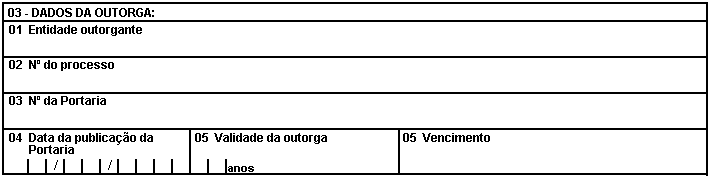 03 - DADOS DA OUTORGA:
01 Entidade outorgante
02 Nº do processo
03 Nº da Portaria
04 Data da publicação da
Portaria
/ /
05 Validade da outorga
anos
05 Vencimento